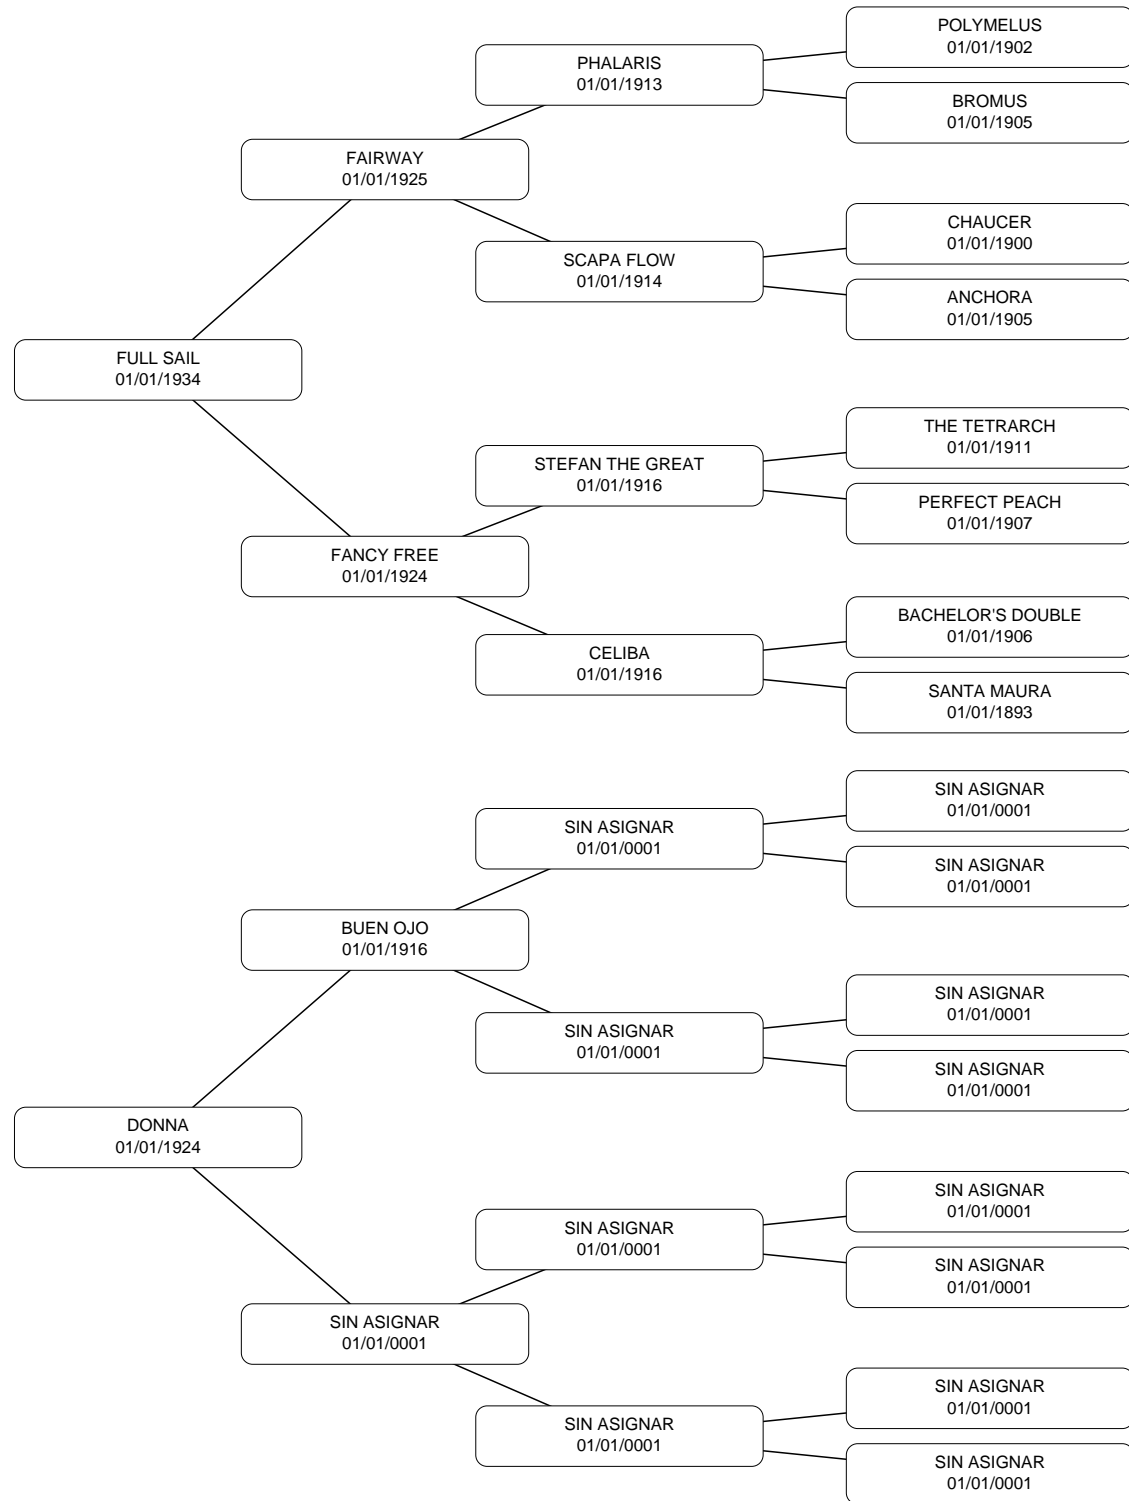 POLYMELUS
01/01/1902
PHALARIS
01/01/1913
BROMUS
01/01/1905
FAIRWAY
01/01/1925
CHAUCER
01/01/1900
SCAPA FLOW
01/01/1914
ANCHORA
01/01/1905
FULL SAIL
01/01/1934
THE TETRARCH
01/01/1911
STEFAN THE GREAT
01/01/1916
PERFECT PEACH
01/01/1907
FANCY FREE
01/01/1924
BACHELOR'S DOUBLE
01/01/1906
CELIBA
01/01/1916
SANTA MAURA
01/01/1893
SIN ASIGNAR
01/01/0001
SIN ASIGNAR
01/01/0001
SIN ASIGNAR
01/01/0001
BUEN OJO
01/01/1916
SIN ASIGNAR
01/01/0001
SIN ASIGNAR
01/01/0001
SIN ASIGNAR
01/01/0001
DONNA
01/01/1924
SIN ASIGNAR
01/01/0001
SIN ASIGNAR
01/01/0001
SIN ASIGNAR
01/01/0001
SIN ASIGNAR
01/01/0001
SIN ASIGNAR
01/01/0001
SIN ASIGNAR
01/01/0001
SIN ASIGNAR
01/01/0001